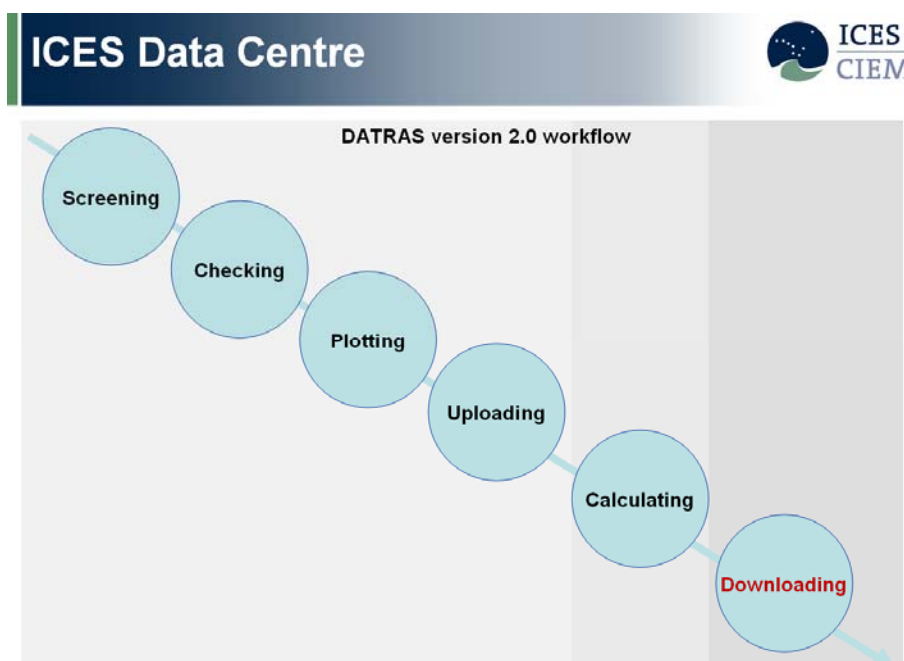 ICES Data Centre
ICES
CIEM
DATRAS version 2.0 workflow
Screening
Checking
Plotting
Uploading
Calculating
Downloading